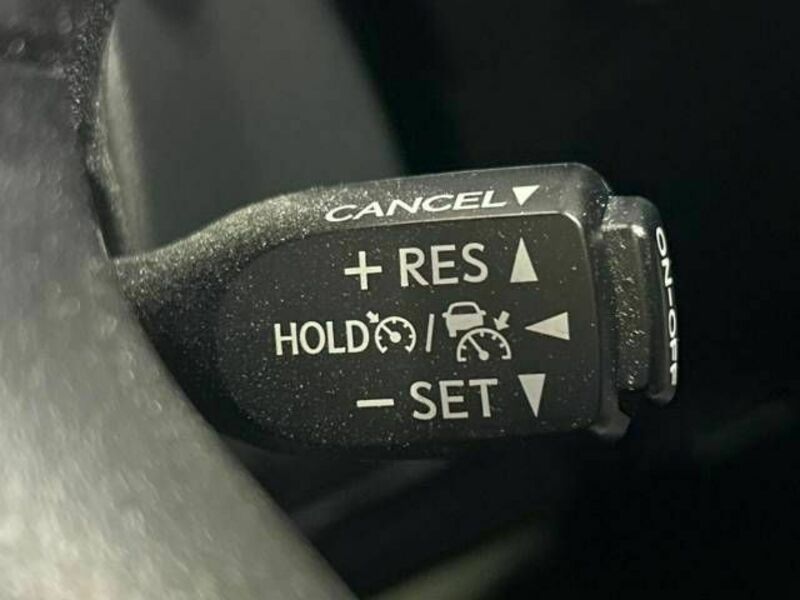 CANCEL▼
+ RES ▲
HOLD / ◀
− SET ▼
ON-OFF